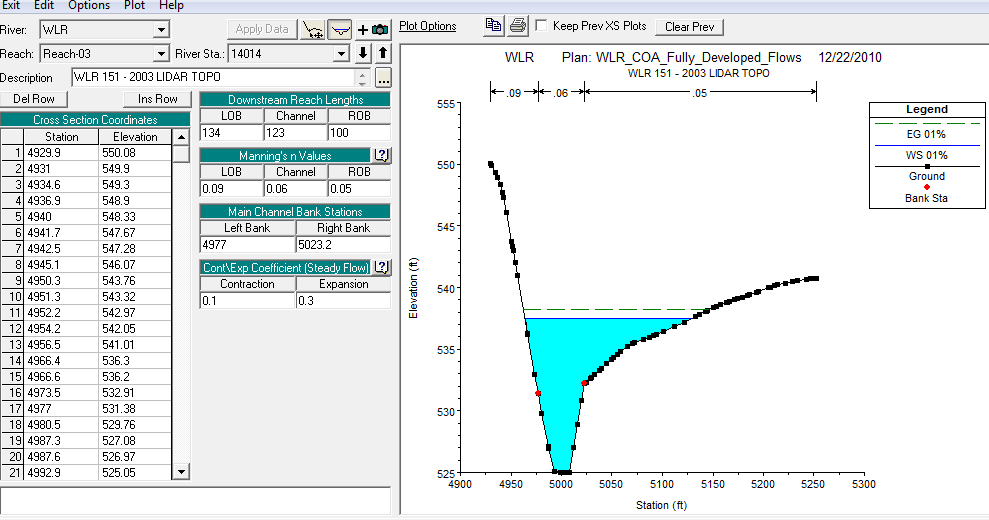 Exit Edit Options Plot Help
River: WLR Apply Data
Reach: Reach-03 River Sta.: 14014
Description WLR 151 - 2003 LIDAR TOPO ...
Del Row Ins Row
Cross Section Coordinates
Station Elevation
1 4929.9 550.08
2 4931 549.9
3 4934.6 549.3
4 4936.9 548.9
5 4940 548.33
6 4941.7 547.67
7 4942.5 547.28
8 4945.1 546.07
9 4950.3 543.76
10 4951.3 543.32
11 4952.2 542.97
12 4954.2 542.05
13 4956.5 541.01
14 4966.4 536.3
15 4966.6 536.2
16 4973.5 532.91
17 4977 531.38
18 4980.5 529.76
19 4987.3 527.08
20 4987.6 526.97
21 4992.9 525.05
Downstream Reach Lengths
LOB Channel ROB
134 123 100
Manning's n Values ?
LOB Channel ROB
0.09 0.06 0.05
Main Channel Bank Stations
Left Bank Right Bank
4977 5023.2
Cont\Exp Coefficient (Steady Flow) ?
Contraction Expansion
0.1 0.3
Plot Options Keep Prev XS Plots Clear Prev
WLR Plan: WLR_COA_Fully_Developed_Flows 12/22/2010
WLR 151 - 2003 LIDAR TOPO
.09 .06 .05
555
550
545
540
535
530
525
Elevation (ft)
4900 4950 5000 5050 5100 5150 5200 5250 5300
Station (ft)
Legend
EG 01%
WS 01%
Ground
Bank Sta